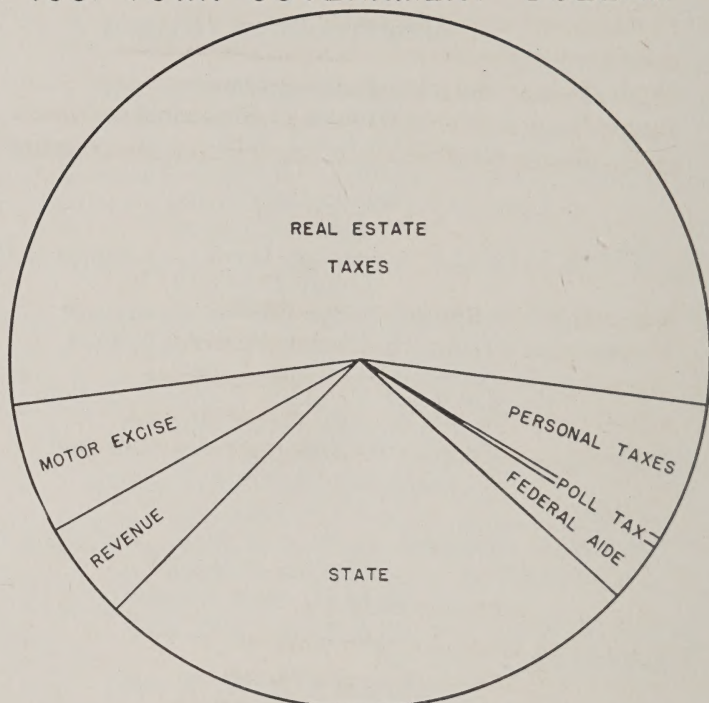 REAL ESTATE
TAXES
PERSONAL TAXES
MOTOR EXCISE
POLL TAX
FEDERAL AIDE
REVENUE
STATE